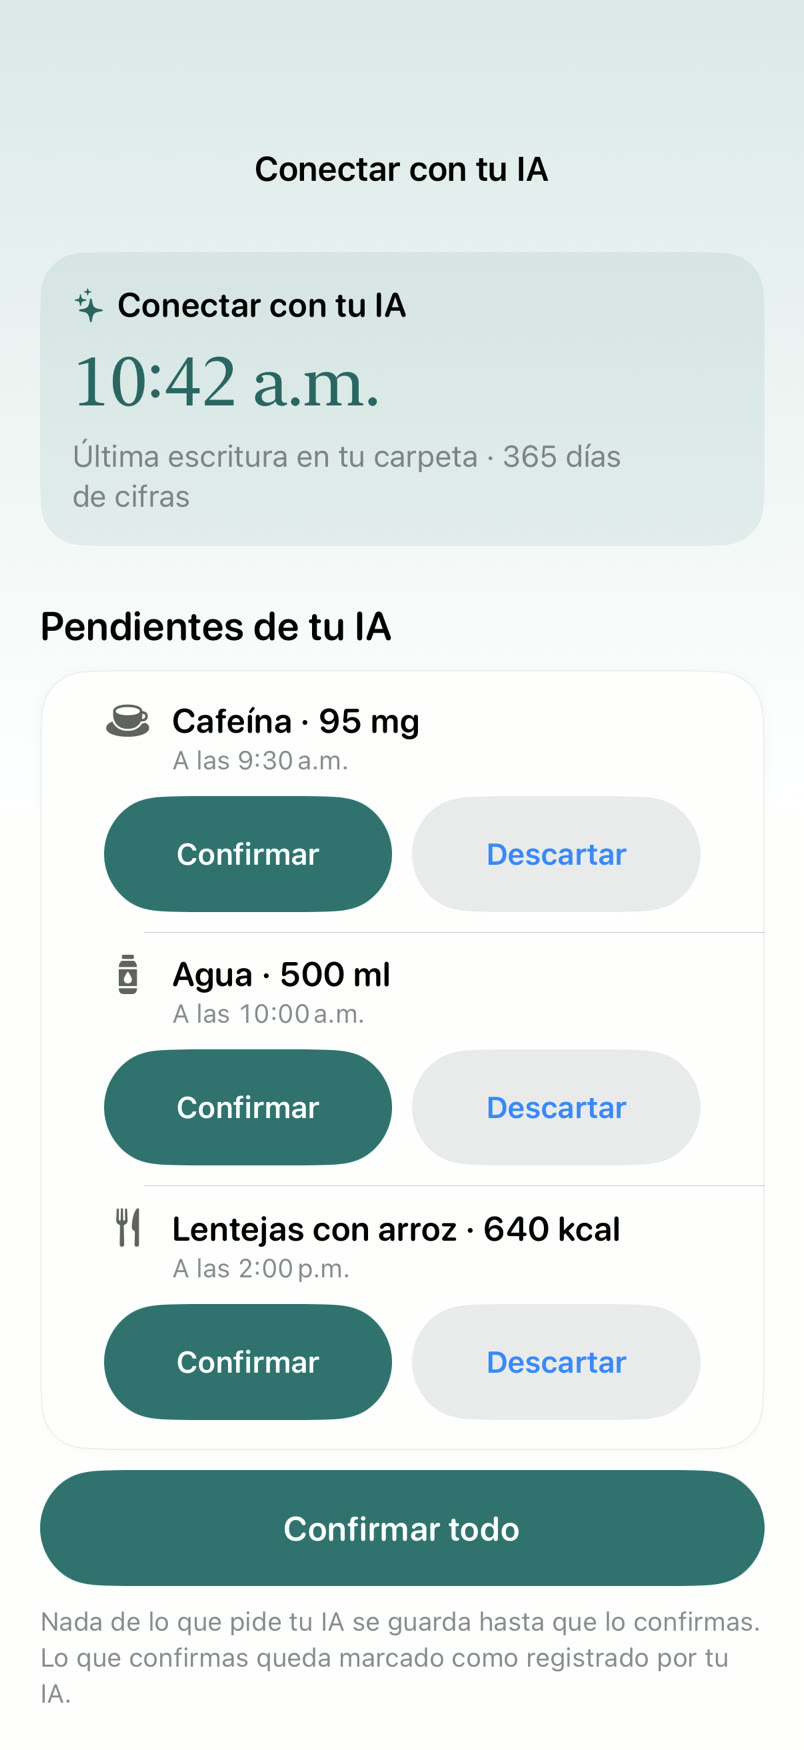 Conectar con tu IA
Conectar con tu IA
10:42 a.m.
Última escritura en tu carpeta · 365 días
de cifras
Pendientes de tu IA
Cafeína · 95 mg
A las 9:30 a.m.
Confirmar
Descartar
Agua · 500 ml
A las 10:00 a.m.
Confirmar
Descartar
Lentejas con arroz · 640 kcal
A las 2:00 p.m.
Confirmar
Descartar
Confirmar todo
Nada de lo que pide tu IA se guarda hasta que lo confirmas.
Lo que confirmas queda marcado como registrado por tu
IA.